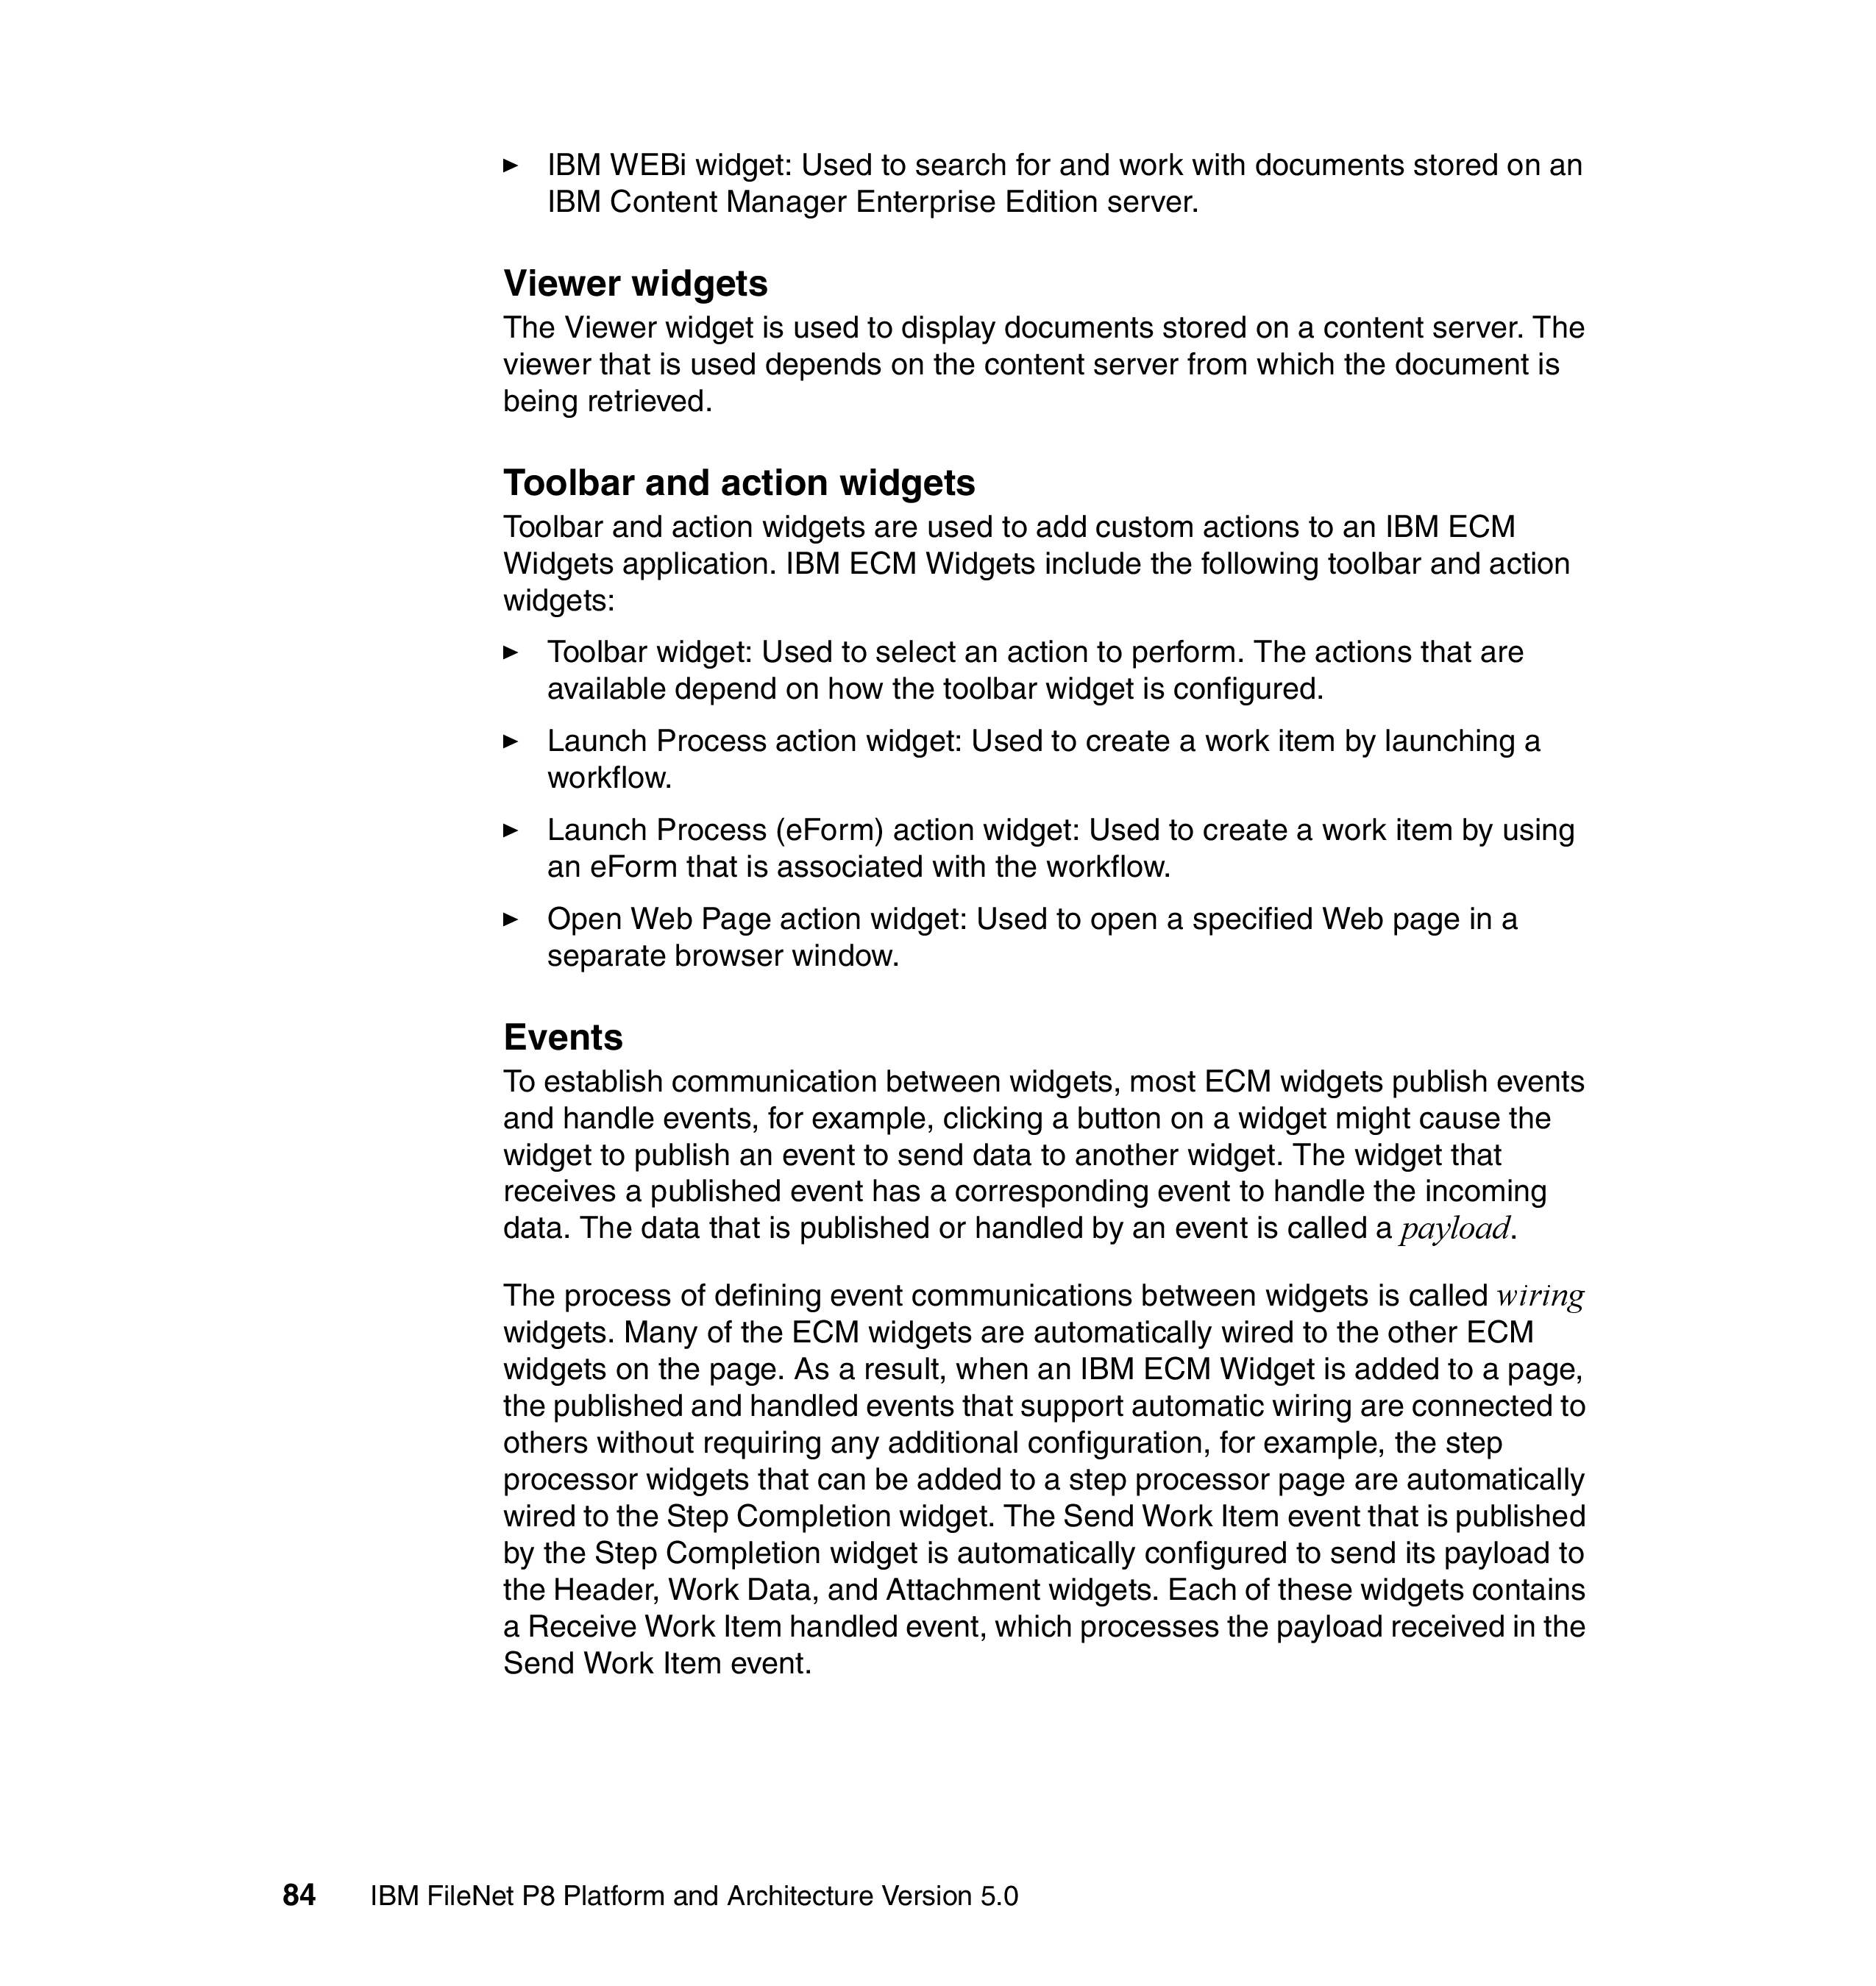 ► IBM WEBi widget: Used to search for and work with documents stored on an
IBM Content Manager Enterprise Edition server.
Viewer widgets
The Viewer widget is used to display documents stored on a content server. The
viewer that is used depends on the content server from which the document is
being retrieved.
Toolbar and action widgets
Toolbar and action widgets are used to add custom actions to an IBM ECM
Widgets application. IBM ECM Widgets include the following toolbar and action
widgets:
► Toolbar widget: Used to select an action to perform. The actions that are
available depend on how the toolbar widget is configured.
► Launch Process action widget: Used to create a work item by launching a
workflow.
► Launch Process (eForm) action widget: Used to create a work item by using
an eForm that is associated with the workflow.
► Open Web Page action widget: Used to open a specified Web page in a
separate browser window.
Events
To establish communication between widgets, most ECM widgets publish events
and handle events, for example, clicking a button on a widget might cause the
widget to publish an event to send data to another widget. The widget that
receives a published event has a corresponding event to handle the incoming
data. The data that is published or handled by an event is called a payload.
The process of defining event communications between widgets is called wiring
widgets. Many of the ECM widgets are automatically wired to the other ECM
widgets on the page. As a result, when an IBM ECM Widget is added to a page,
the published and handled events that support automatic wiring are connected to
others without requiring any additional configuration, for example, the step
processor widgets that can be added to a step processor page are automatically
wired to the Step Completion widget. The Send Work Item event that is published
by the Step Completion widget is automatically configured to send its payload to
the Header, Work Data, and Attachment widgets. Each of these widgets contains
a Receive Work Item handled event, which processes the payload received in the
Send Work Item event.
84 IBM FileNet P8 Platform and Architecture Version 5.0